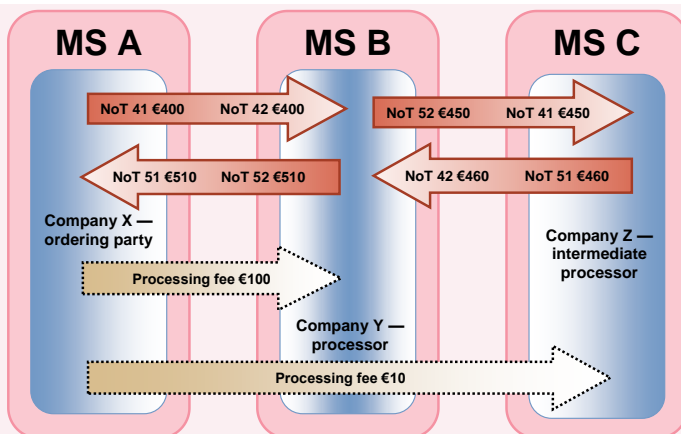 MS A MS B MS C
NoT 41 €400 NoT 42 €400
NoT 52 €450 NoT 41 €450
NoT 51 €510 NoT 52 €510
NoT 42 €460 NoT 51 €460
Company X —
ordering party
Company Z —
intermediate
processor
Processing fee €100
Company Y —
processor
Processing fee €10